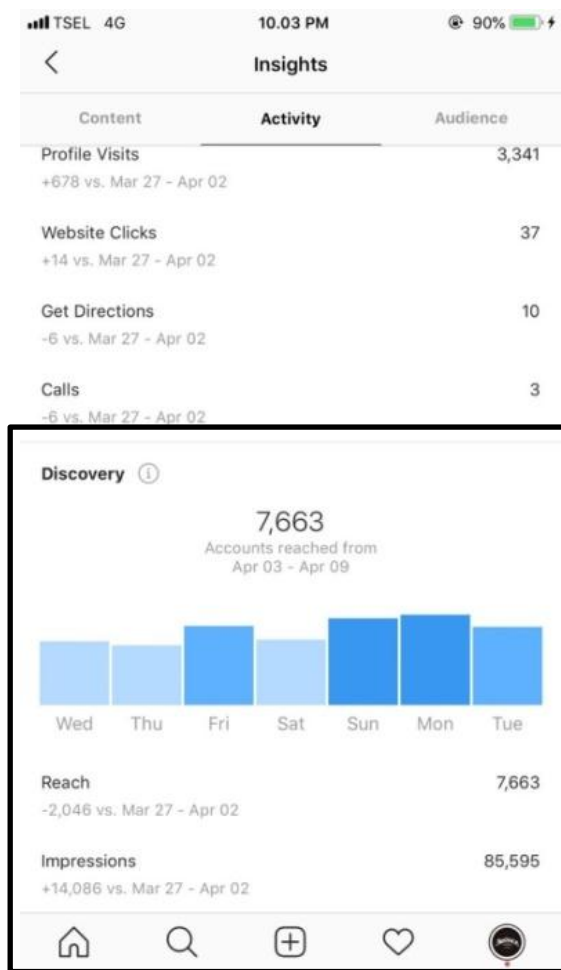 TSEL 4G 10.03 PM 90%
Insights
Content Activity Audience
Profile Visits 3,341
+678 vs. Mar 27 - Apr 02
Website Clicks 37
+14 vs. Mar 27 - Apr 02
Get Directions 10
-6 vs. Mar 27 - Apr 02
Calls 3
-6 vs. Mar 27 - Apr 02
Discovery
7,663
Accounts reached from
Apr 03 - Apr 09
Wed Thu Fri Sat Sun Mon Tue
Reach 7,663
-2,046 vs. Mar 27 - Apr 02
Impressions 85,595
+14,086 vs. Mar 27 - Apr 02